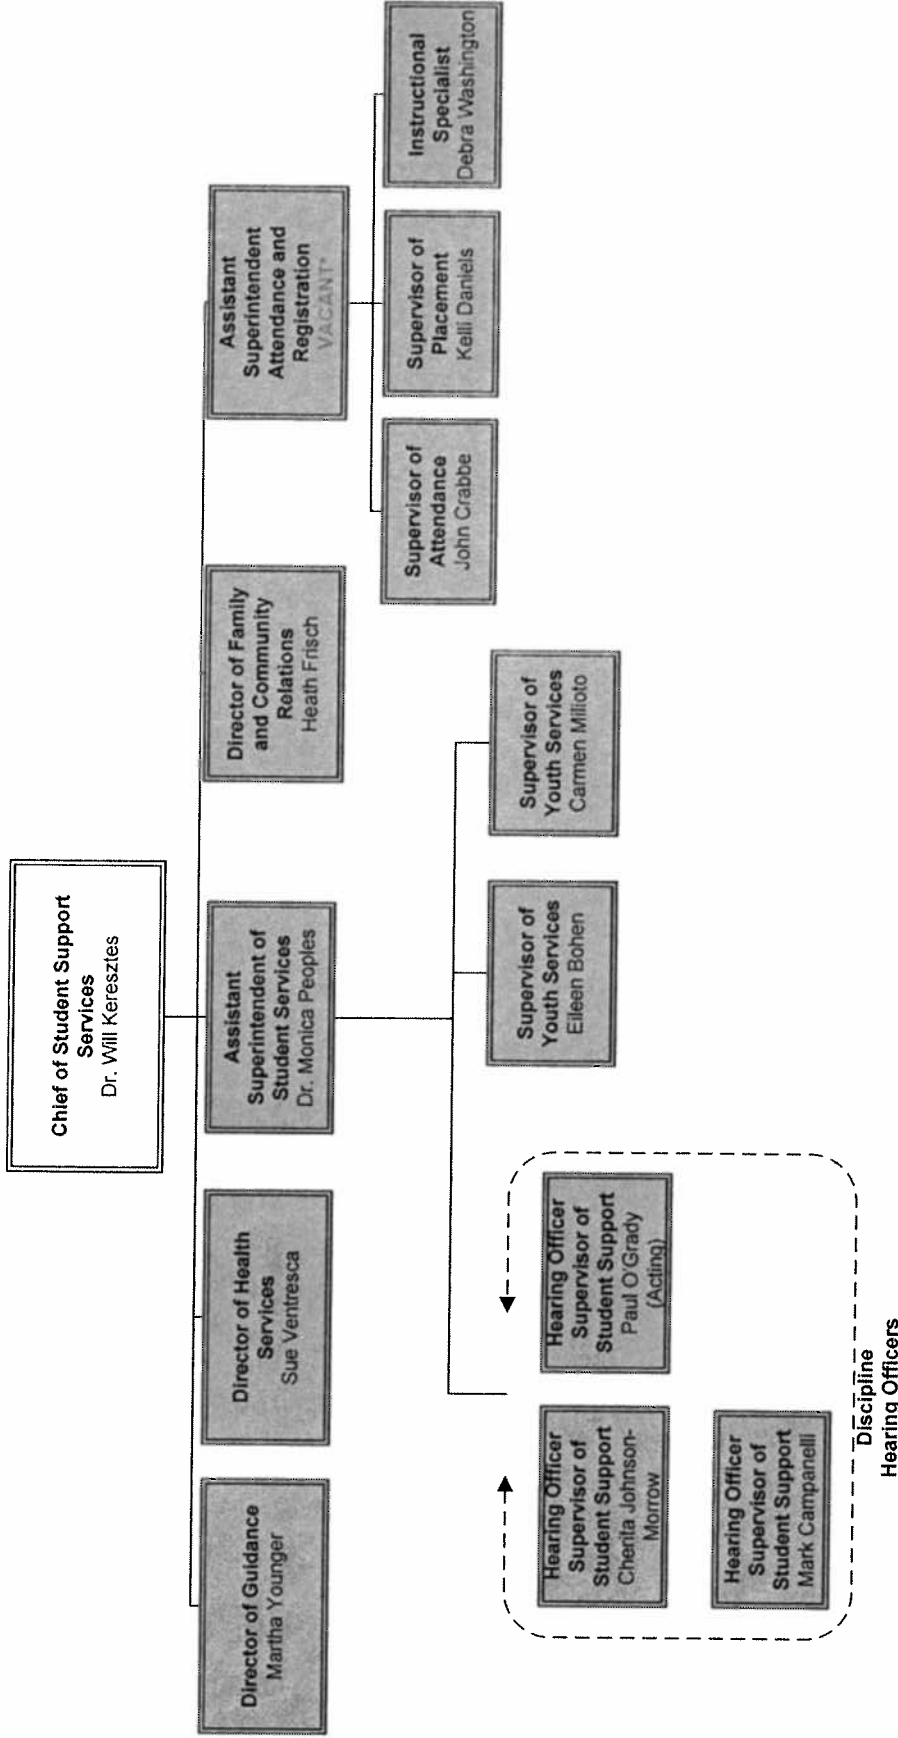 Chief of Student Support
Services
Dr. Will Keresztes
Director of Guidance
Martha Younger
Director of Health
Services
Sue Ventresca
Assistant
Superintendent of
Student Services
Dr. Monica Peoples
Director of Family
and Community
Relations
Heath Frisch
Assistant
Superintendent
Attendance and
Registration
VACANT*
Supervisor of
Attendance
John Crabbe
Supervisor of
Placement
Kelli Daniels
Instructional
Specialist
Debra Washington
Hearing Officer
Supervisor of
Student Support
Cherita Johnson-
Morrow
Hearing Officer
Supervisor of
Student Support
Paul O'Grady
(Acting)
Supervisor of
Youth Services
Eileen Bohen
Supervisor of
Youth Services
Carmen Milioto
Hearing Officer
Supervisor of
Student Support
Mark Campanelli
Discipline
Hearing Officers